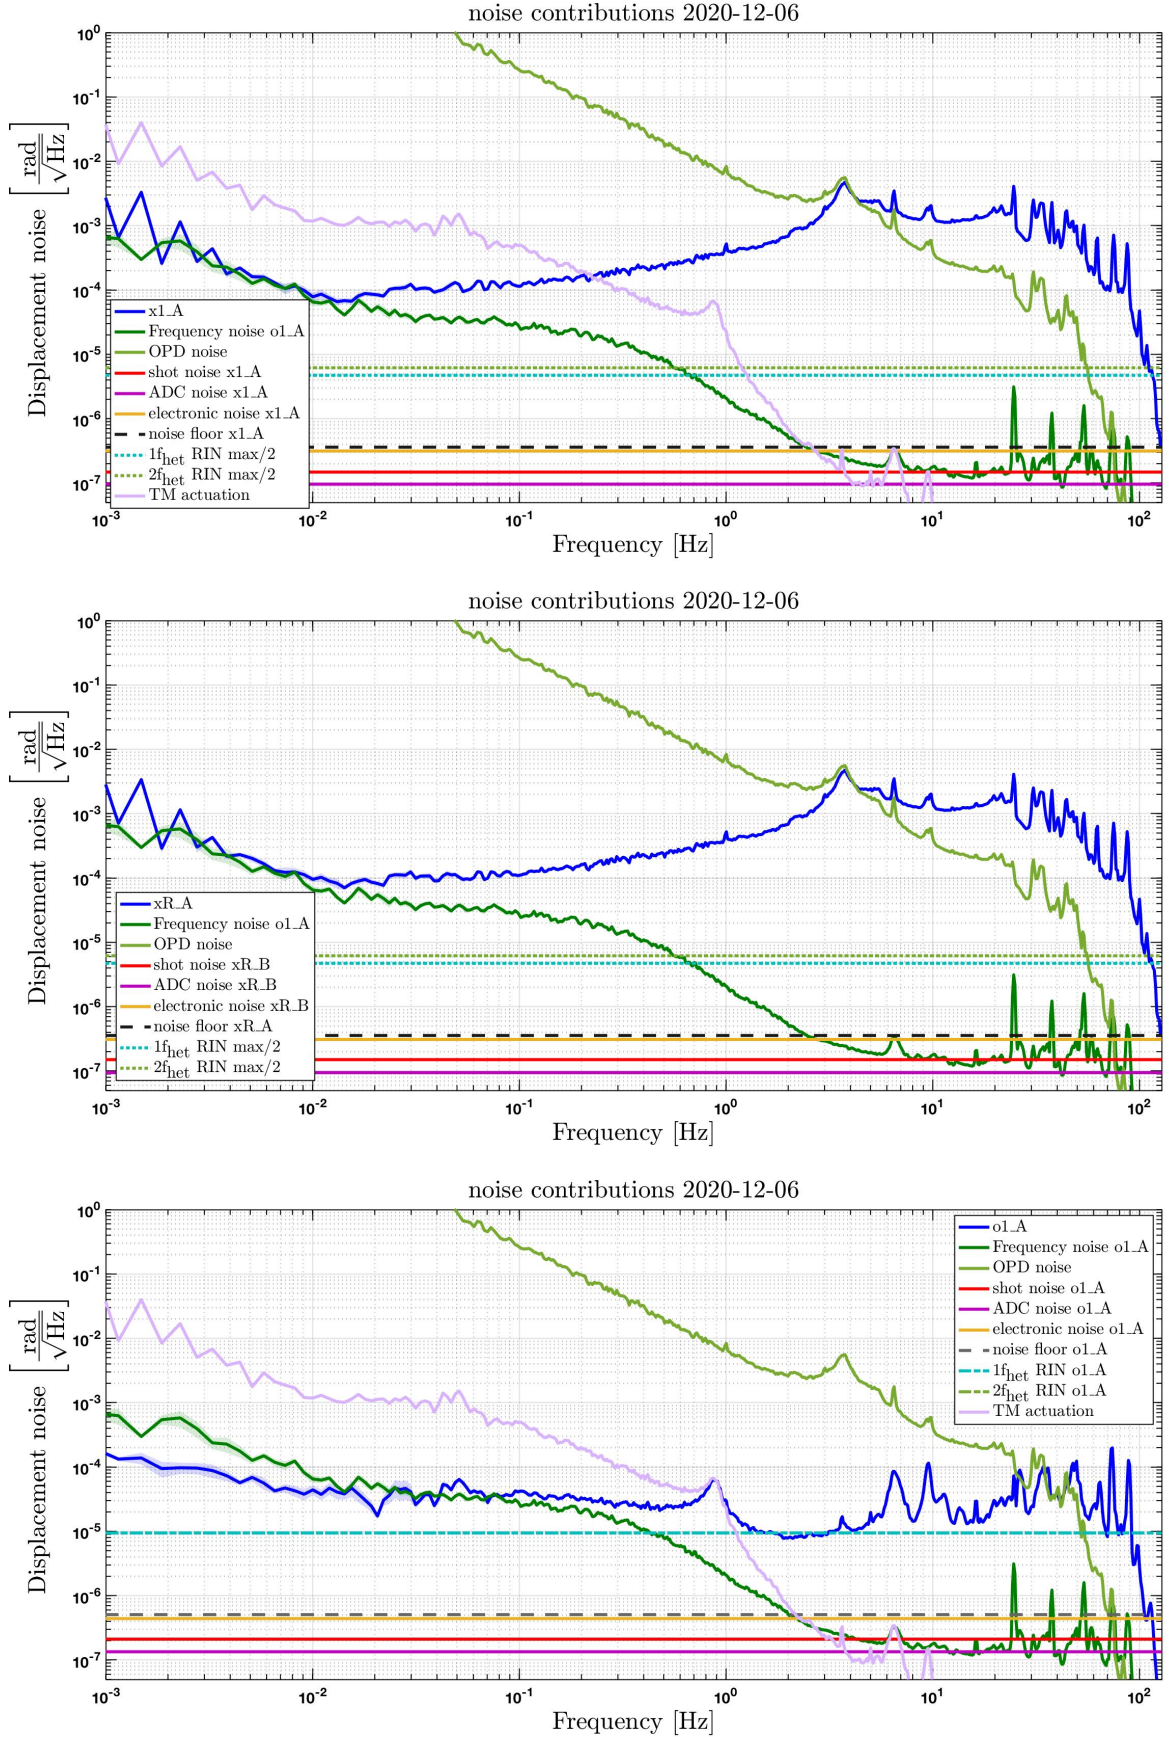 noise contributions 2020-12-06
10^0
10^-1
10^-2
10^-3
10^-4
10^-5
10^-6
10^-7
Displacement noise [rad/√Hz]
x1_A
Frequency noise o1_A
OPD noise
shot noise x1_A
ADC noise x1_A
electronic noise x1_A
noise floor x1_A
1f_het RIN max/2
2f_het RIN max/2
TM actuation
10^-3 10^-2 10^-1 10^0 10^1 10^2
Frequency [Hz]
noise contributions 2020-12-06
10^0
10^-1
10^-2
10^-3
10^-4
10^-5
10^-6
10^-7
Displacement noise [rad/√Hz]
xR_A
Frequency noise o1_A
OPD noise
shot noise xR_B
ADC noise xR_B
electronic noise xR_B
noise floor xR_A
1f_het RIN max/2
2f_het RIN max/2
10^-3 10^-2 10^-1 10^0 10^1 10^2
Frequency [Hz]
noise contributions 2020-12-06
10^0
10^-1
10^-2
10^-3
10^-4
10^-5
10^-6
10^-7
Displacement noise [rad/√Hz]
o1_A
Frequency noise o1_A
OPD noise
shot noise o1_A
ADC noise o1_A
electronic noise o1_A
noise floor o1_A
1f_het RIN o1_A
2f_het RIN o1_A
TM actuation
10^-3 10^-2 10^-1 10^0 10^1 10^2
Frequency [Hz]